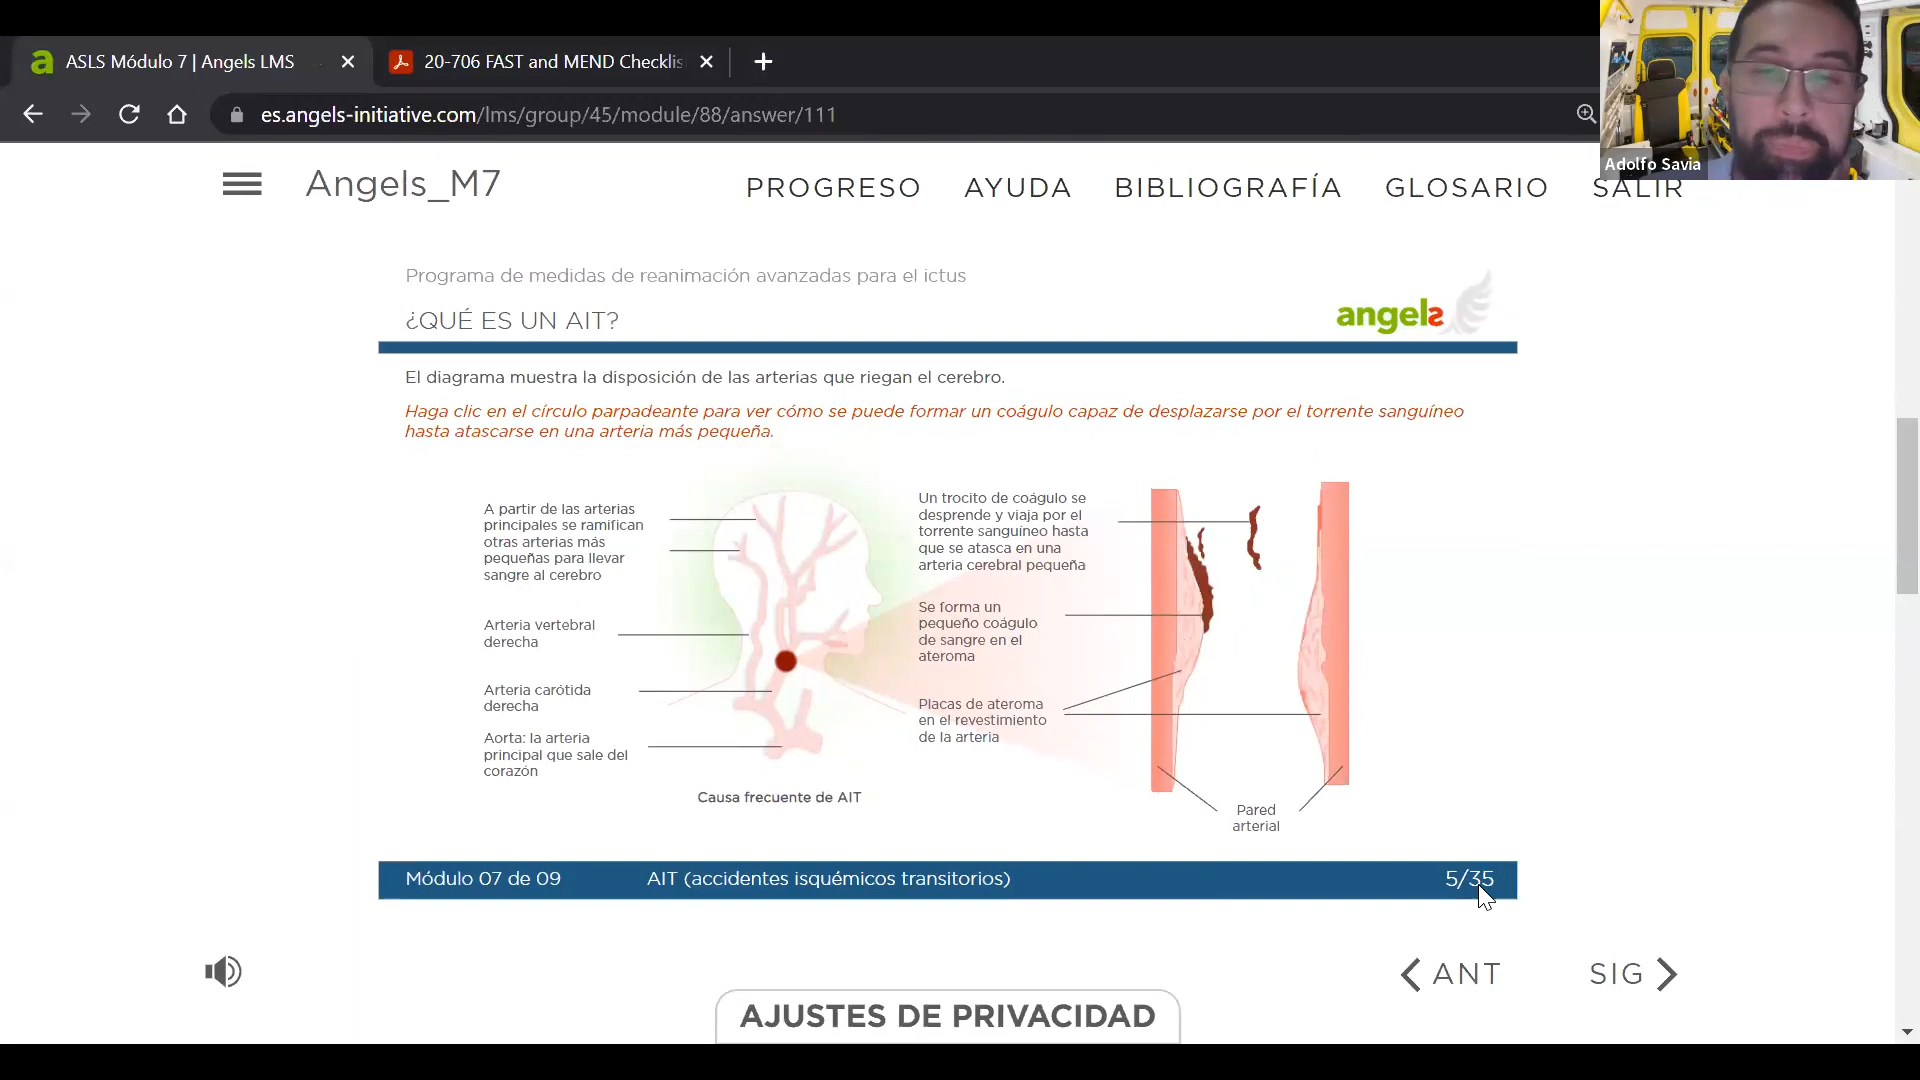 ASLS Módulo 7 | Angels LMS
20-706 FAST and MEND Checklis
es.angels-initiative.com/lms/group/45/module/88/answer/111
Adolfo Savia
Angels_M7
PROGRESO
AYUDA
BIBLIOGRAFÍA
GLOSARIO
SALIR
Programa de medidas de reanimación avanzadas para el ictus
¿QUÉ ES UN AIT?
angels
El diagrama muestra la disposición de las arterias que riegan el cerebro.
Haga clic en el círculo parpadeante para ver cómo se puede formar un coágulo capaz de desplazarse por el torrente sanguíneo
hasta atascarse en una arteria más pequeña.
A partir de las arterias
principales se ramifican
otras arterias más
pequeñas para llevar
sangre al cerebro
Arteria vertebral
derecha
Arteria carótida
derecha
Aorta: la arteria
principal que sale del
corazón
Causa frecuente de AIT
Un trocito de coágulo se
desprende y viaja por el
torrente sanguíneo hasta
que se atasca en una
arteria cerebral pequeña
Se forma un
pequeño coágulo
de sangre en el
ateroma
Placas de ateroma
en el revestimiento
de la arteria
Pared
arterial
Módulo 07 de 09
AIT (accidentes isquémicos transitorios)
5/35
ANT
SIG
AJUSTES DE PRIVACIDAD